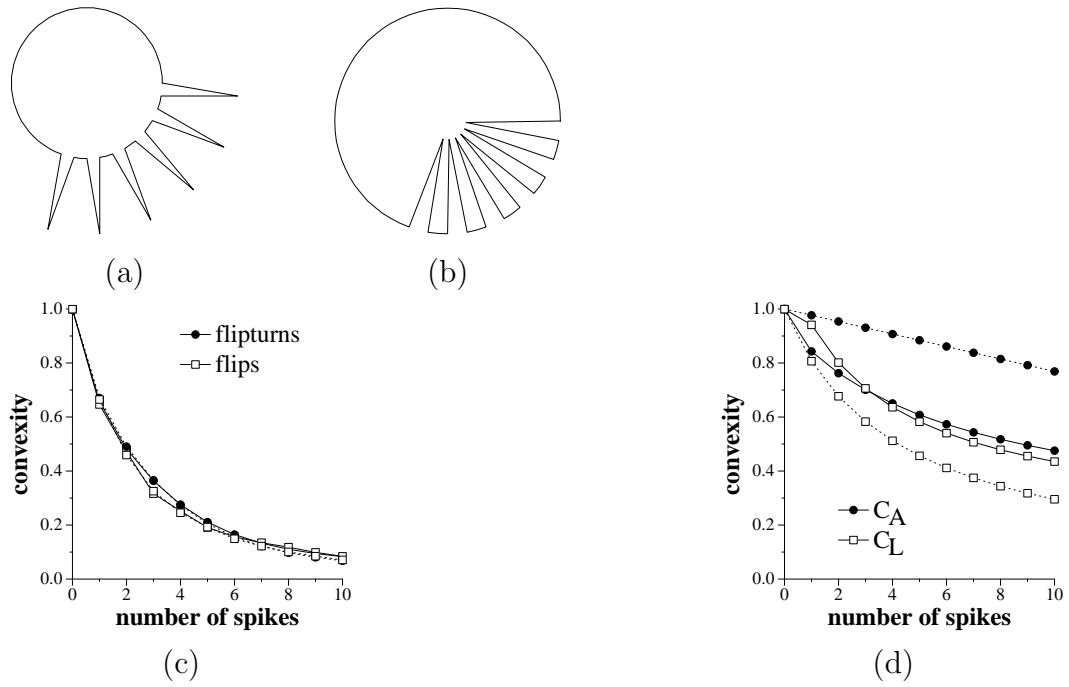 (a)
(b)
1.0
0.8
0.6
0.4
0.2
0.0
convexity
flipturns
flips
0 2 4 6 8 10
number of spikes
(c)
1.0
0.8
0.6
0.4
0.2
0.0
convexity
C_A
C_L
0 2 4 6 8 10
number of spikes
(d)